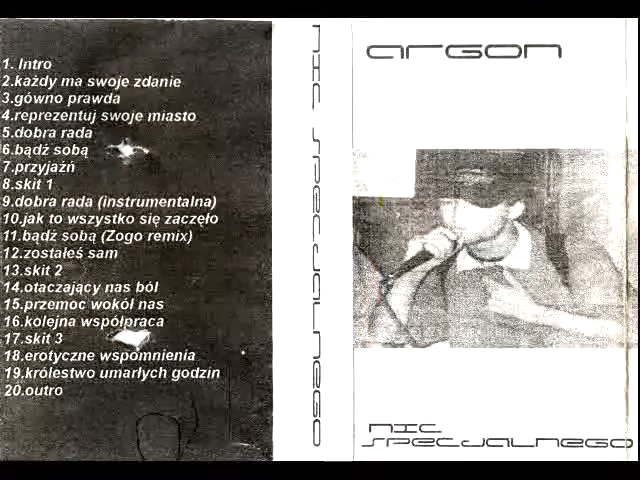 1. Intro
2.każdy ma swoje zdanie
3.gówno prawda
4.reprezentuj swoje miasto
5.dobra rada
6.bądź sobą
7.przyjaźń
8.skit 1
9.dobra rada (instrumentalna)
10.jak to wszystko się zaczęło
11.bądź sobą (Zogo remix)
12.zostałeś sam
13.skit 2
14.otaczający nas ból
15.przemoc wokół nas
16.kolejna współpraca
17.skit 3
18.erotyczne wspomnienia
19.królestwo umarłych godzin
20.outro
NIC SPECJALNEGO
ARGON
NIC
SPECJALNEGO